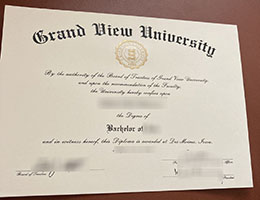 Grand View University
By the authority of the Board of Trustees of Grand View University,
and upon the recommendation of the Faculty,
the University hereby confers upon
the Degree of
Bachelor of
and in witness hereof, this Diploma is awarded at Des Moines, Iowa.